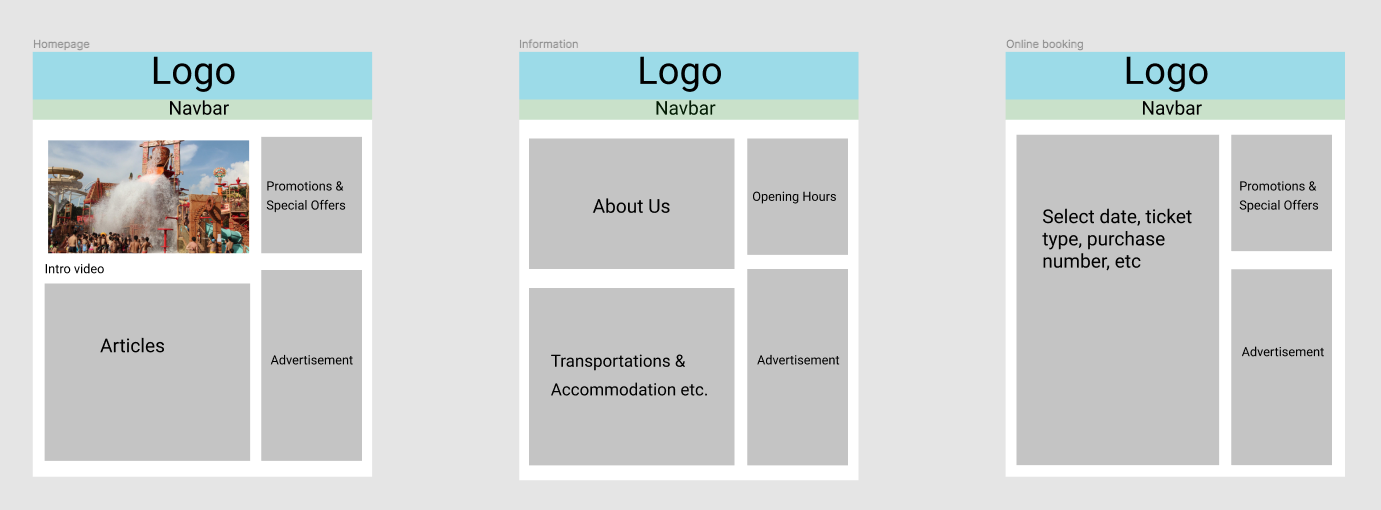 Homepage
Logo
Navbar
Promotions &
Special Offers
Intro video
Articles
Advertisement
Information
Logo
Navbar
About Us
Opening Hours
Transportations &
Accommodation etc.
Advertisement
Online booking
Logo
Navbar
Select date, ticket
type, purchase
number, etc
Promotions &
Special Offers
Advertisement